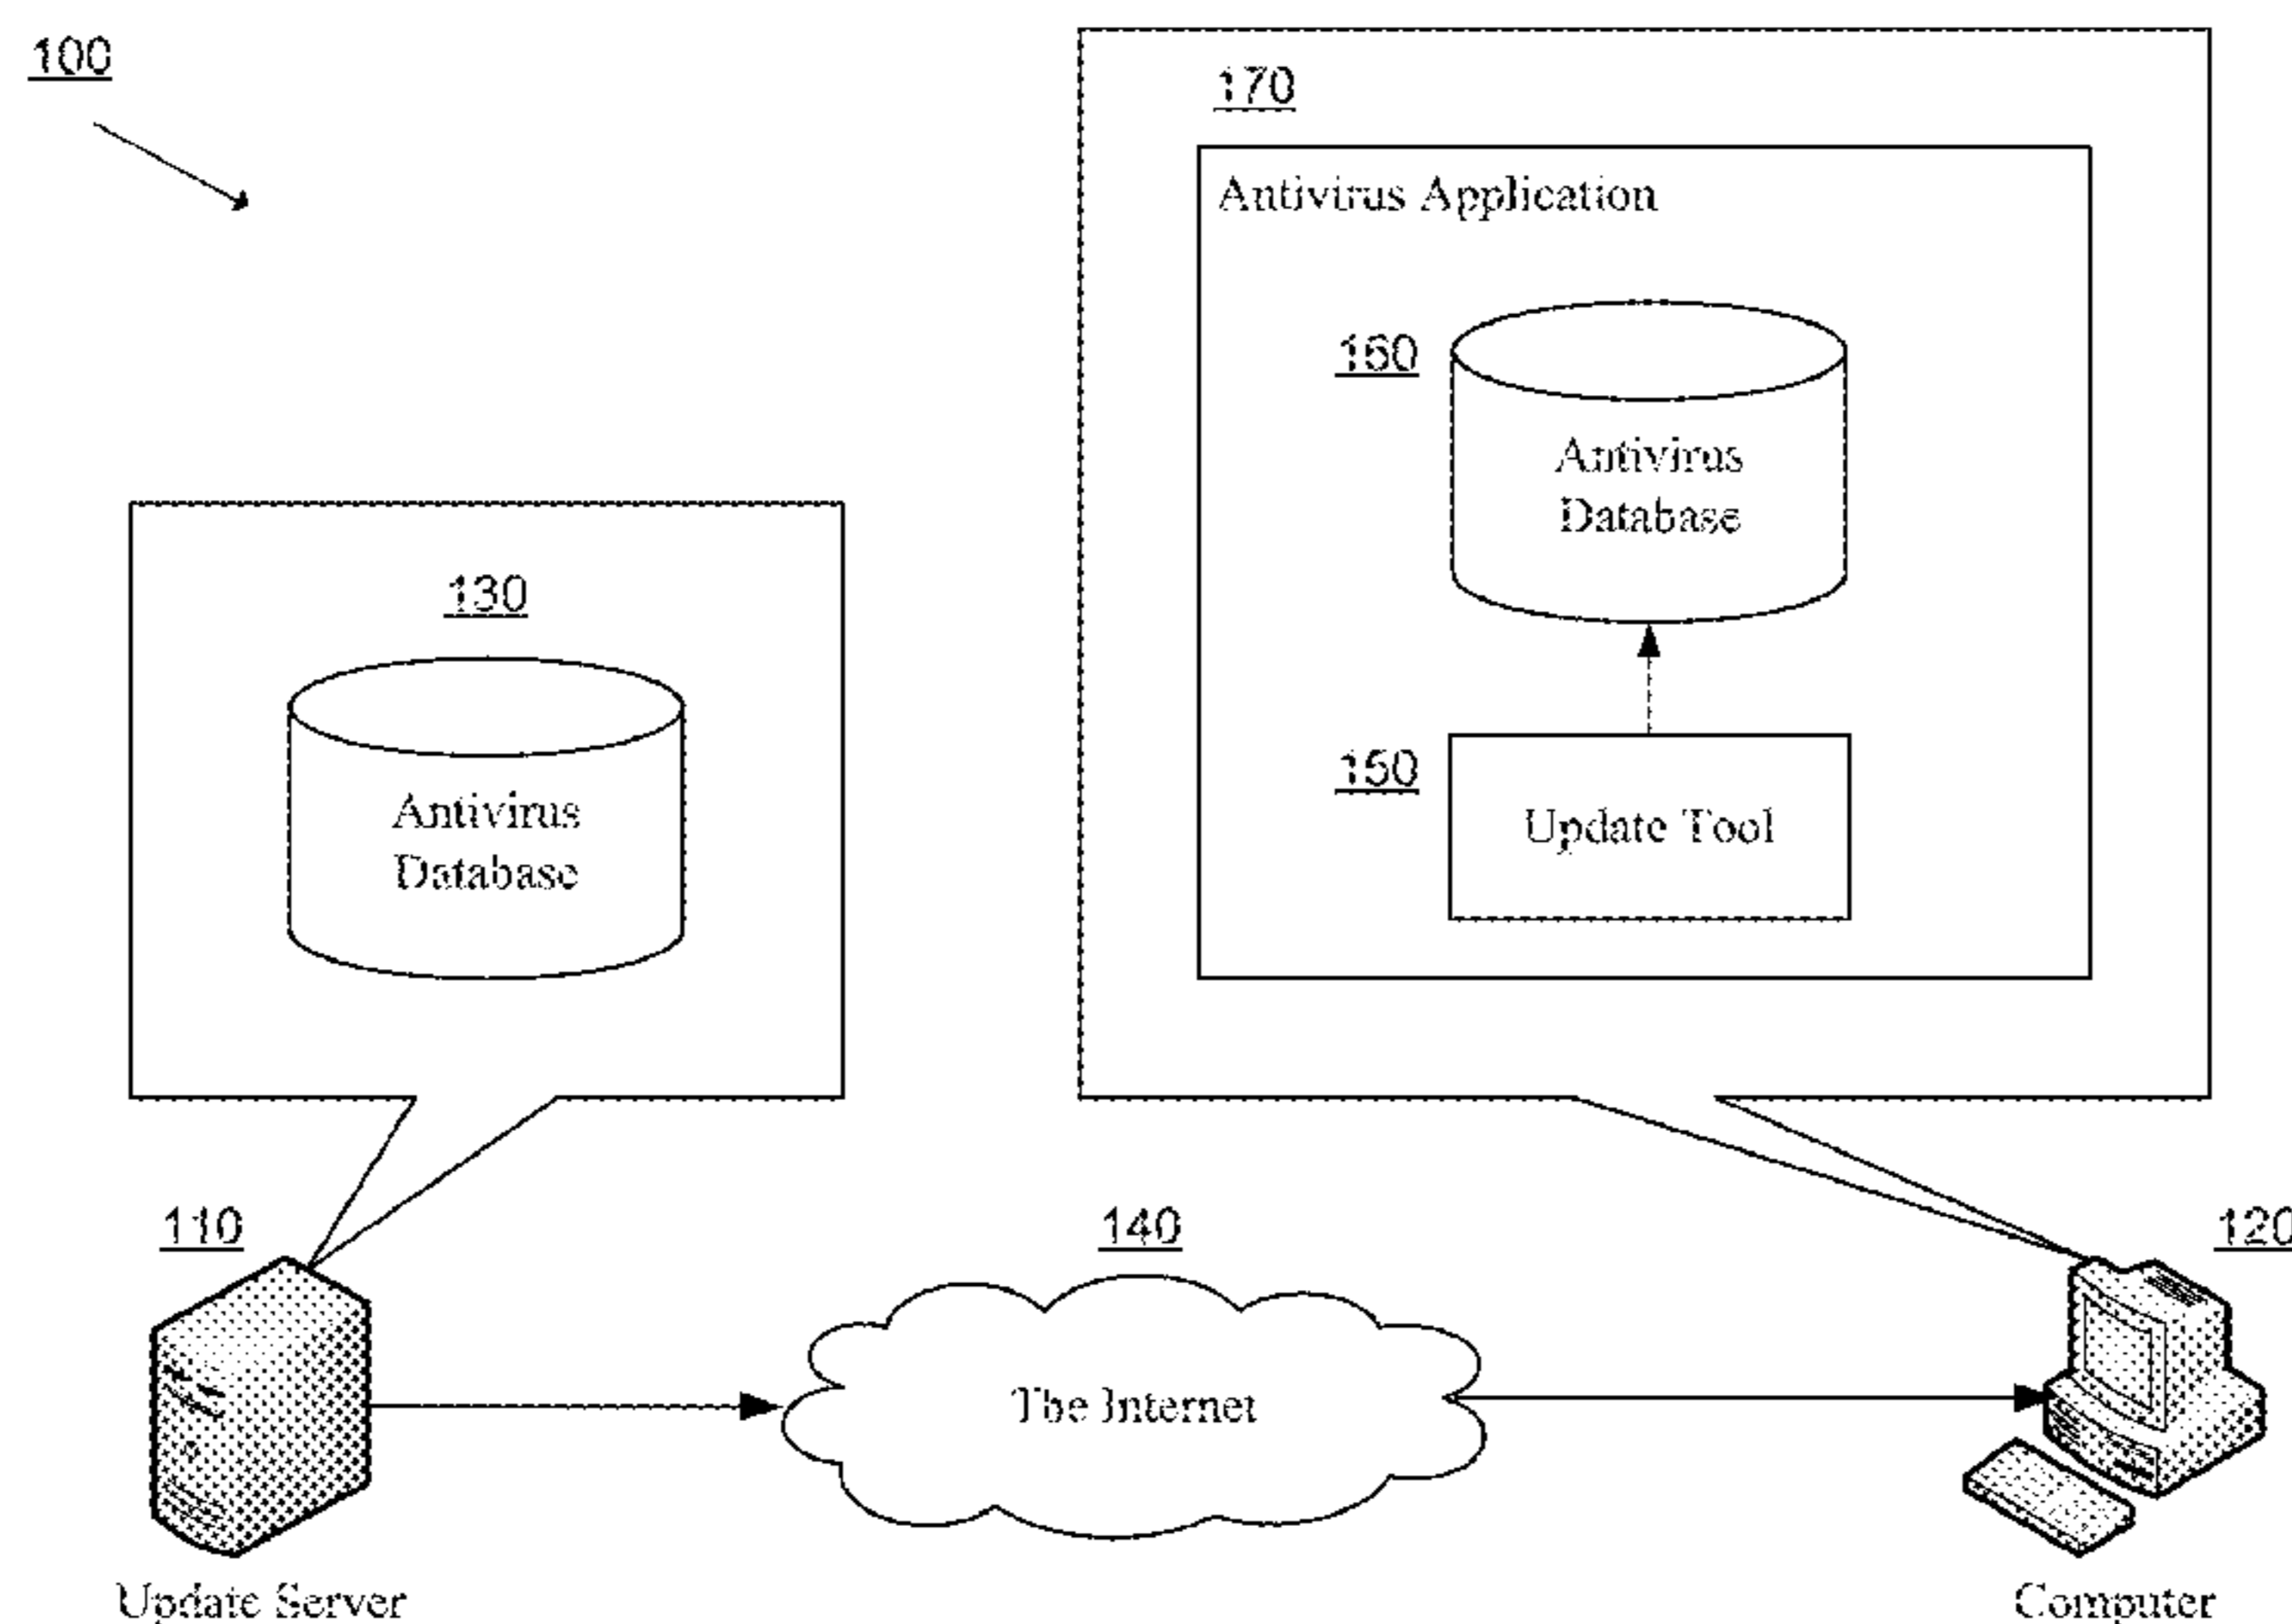 100
170
Antivirus Application
160
Antivirus
Database
130
150
Update Tool
Antivirus
Database
110
140
120
The Internet
Update Server
Computer